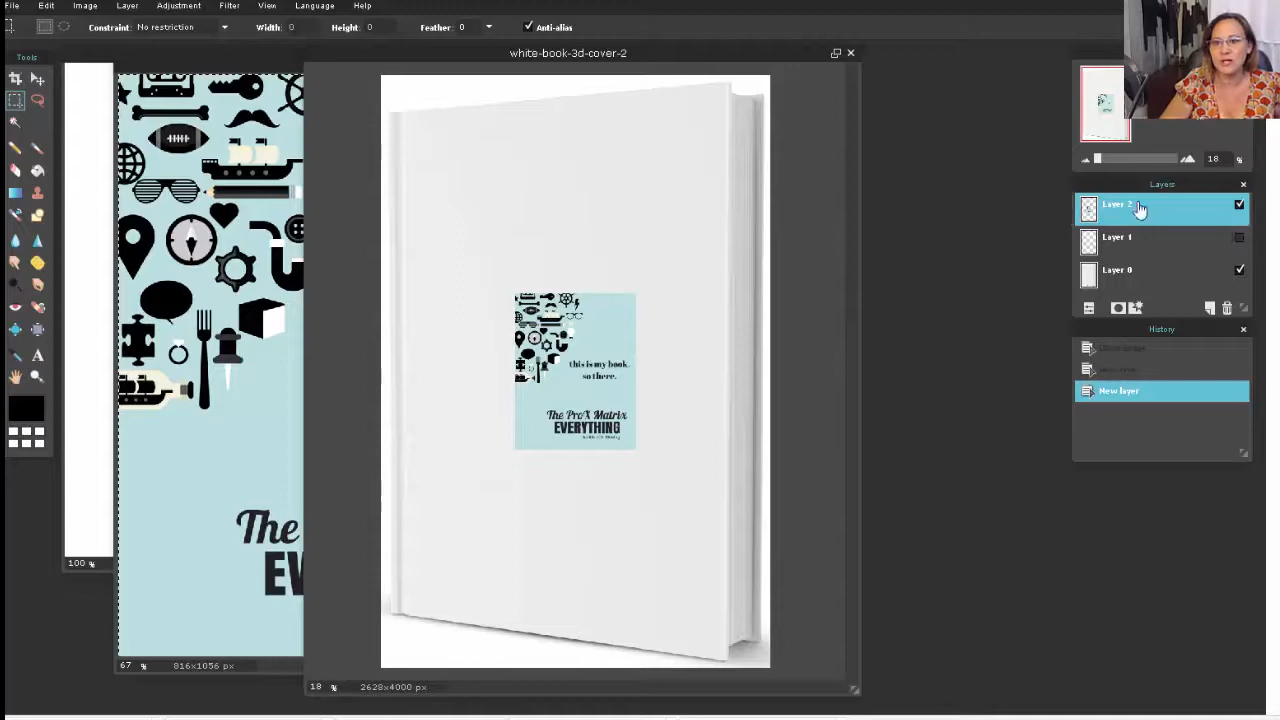 File Edit Image Layer Adjustment Filter View Language Help
Constraint: No restriction Width: 0 Height: 0 Feather: 0 Anti-alias
white-book-3d-cover-2
Tools
18 %
Layers
Layer 2
Layer 1
Layer 0
History
New layer
this is my book.
so there.
The ProX Matrix
EVERYTHING
The
EV
100 %
67 % 816x1056 px
18 % 2628x4000 px